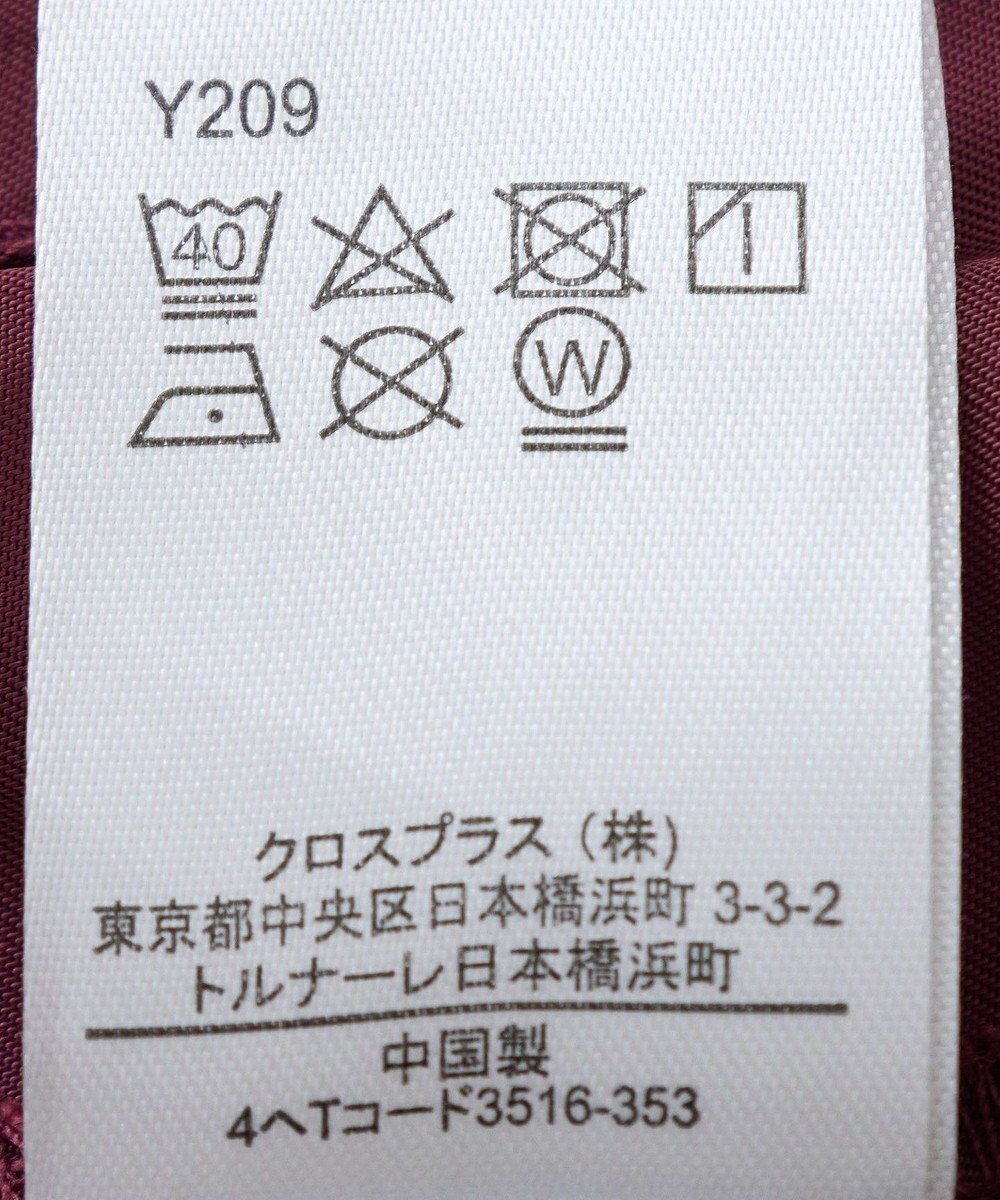 Y209
40
W
クロスプラス（株）
東京都中央区日本橋浜町 3-3-2
トルナーレ日本橋浜町
中国製
4ヘTコード3516-353